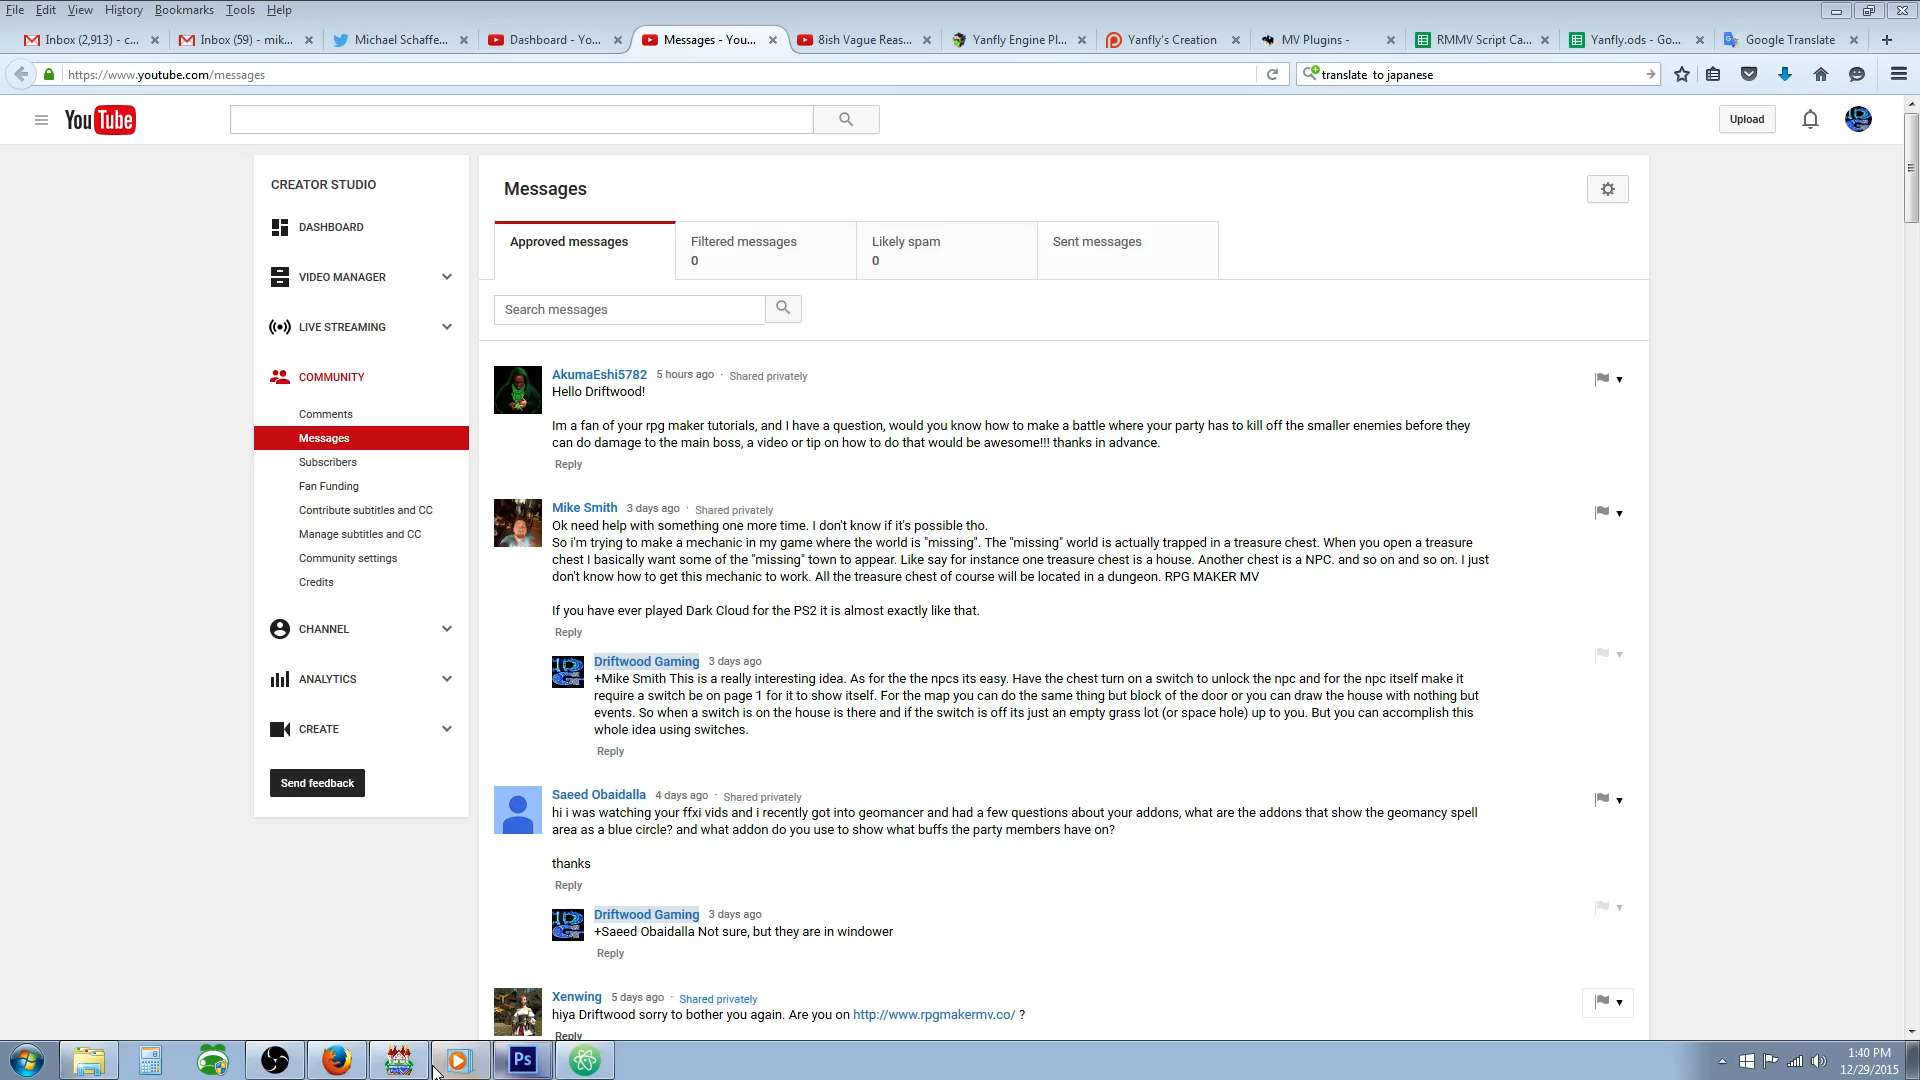 File Edit View History Bookmarks Tools Help
Inbox (2,913) - c... Inbox (59) - mik... Michael Schaffe... Dashboard - Yo... Messages - You... 8ish Vague Reas... Yanfly Engine Pl... Yanfly's Creation MV Plugins - RMMV Script Ca... Yanfly.ods - Go... Google Translate
https://www.youtube.com/messages
translate to japanese
YouTube
Upload
CREATOR STUDIO
DASHBOARD
VIDEO MANAGER
LIVE STREAMING
COMMUNITY
Comments
Messages
Subscribers
Fan Funding
Contribute subtitles and CC
Manage subtitles and CC
Community settings
Credits
CHANNEL
ANALYTICS
CREATE
Send feedback
Messages
Approved messages
Filtered messages
0
Likely spam
0
Sent messages
Search messages
AkumaEshi5782 5 hours ago · Shared privately
Hello Driftwood!
Im a fan of your rpg maker tutorials, and I have a question, would you know how to make a battle where your party has to kill off the smaller enemies before they
can do damage to the main boss, a video or tip on how to do that would be awesome!!! thanks in advance.
Reply
Mike Smith 3 days ago · Shared privately
Ok need help with something one more time. I don't know if it's possible tho.
So i'm trying to make a mechanic in my game where the world is "missing". The "missing" world is actually trapped in a treasure chest. When you open a treasure
chest I basically want some of the "missing" town to appear. Like say for instance one treasure chest is a house. Another chest is a NPC. and so on and so on. I just
don't know how to get this mechanic to work. All the treasure chest of course will be located in a dungeon. RPG MAKER MV
If you have ever played Dark Cloud for the PS2 it is almost exactly like that.
Reply
Driftwood Gaming 3 days ago
+Mike Smith This is a really interesting idea. As for the the npcs its easy. Have the chest turn on a switch to unlock the npc and for the npc itself make it
require a switch be on page 1 for it to show itself. For the map you can do the same thing but block of the door or you can draw the house with nothing but
events. So when a switch is on the house is there and if the switch is off its just an empty grass lot (or space hole) up to you. But you can accomplish this
whole idea using switches.
Reply
Saeed Obaidalla 4 days ago · Shared privately
hi i was watching your ffxi vids and i recently got into geomancer and had a few questions about your addons, what are the addons that show the geomancy spell
area as a blue circle? and what addon do you use to show what buffs the party members have on?
thanks
Reply
Driftwood Gaming 3 days ago
+Saeed Obaidalla Not sure, but they are in windower
Reply
Xenwing 5 days ago · Shared privately
hiya Driftwood sorry to bother you again. Are you on http://www.rpgmakermv.co/ ?
Reply
Ps
1:40 PM
12/29/2015